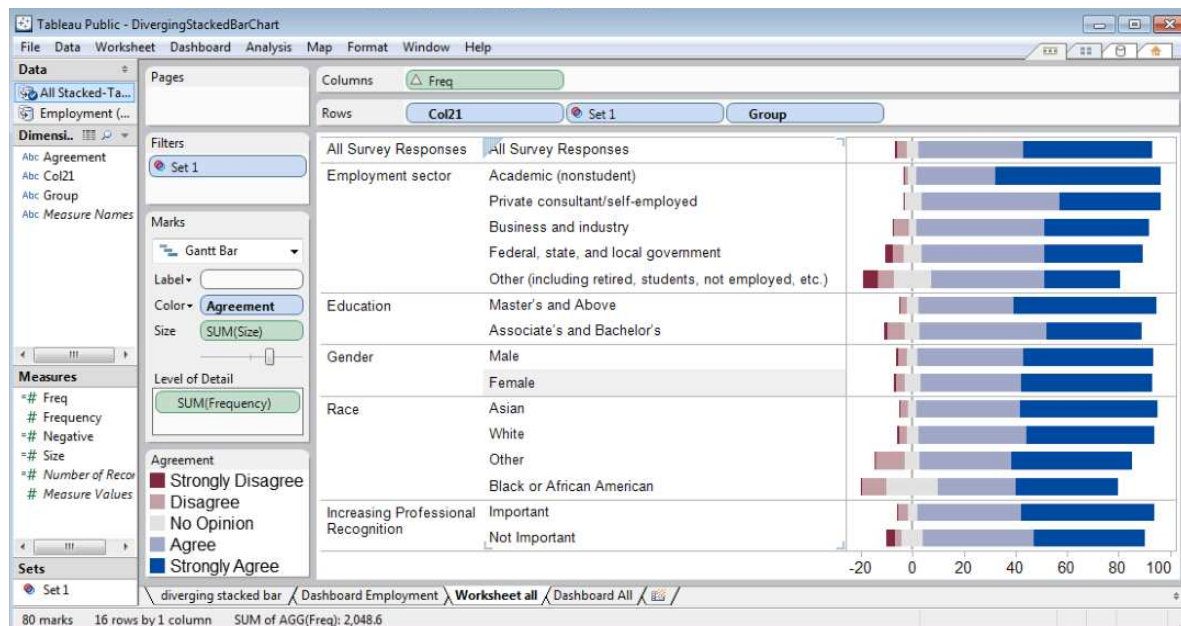 Tableau Public - DivergingStackedBarChart
File Data Worksheet Dashboard Analysis Map Format Window Help
Data
All Stacked-Ta...
Employment (...
Dimensi..
Abc Agreement
Abc Col21
Abc Group
Abc Measure Names
Measures
=# Freq
# Frequency
=# Negative
=# Size
=# Number of Recor
# Measure Values
Sets
Set 1
Pages
Filters
Set 1
Marks
Gantt Bar
Label
Color Agreement
Size SUM(Size)
Level of Detail
SUM(Frequency)
Agreement
Strongly Disagree
Disagree
No Opinion
Agree
Strongly Agree
Columns Freq
Rows Col21 Set 1 Group
All Survey Responses All Survey Responses
Employment sector Academic (nonstudent)
Private consultant/self-employed
Business and industry
Federal, state, and local government
Other (including retired, students, not employed, etc.)
Education Master's and Above
Associate's and Bachelor's
Gender Male
Female
Race Asian
White
Other
Black or African American
Increasing Professional Important
Recognition Not Important
-20 0 20 40 60 80 100
diverging stacked bar Dashboard Employment Worksheet all Dashboard All
80 marks 16 rows by 1 column SUM of AGG(Freq): 2,048.6